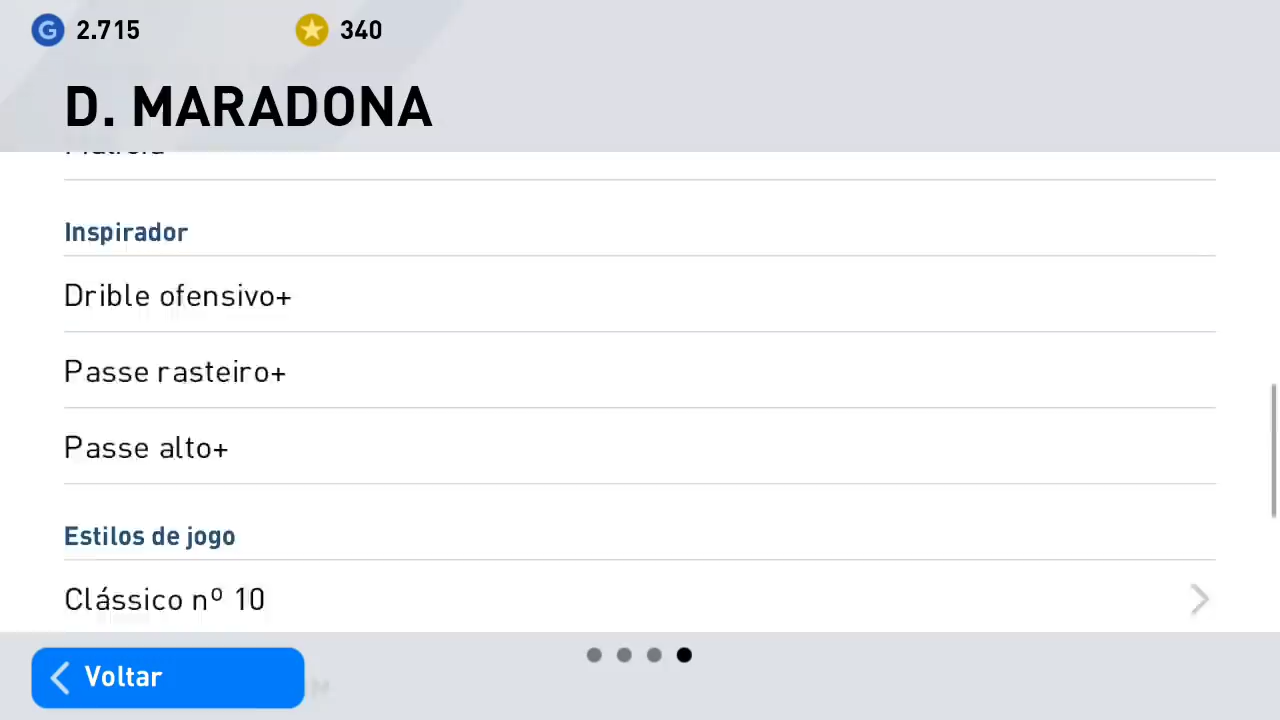 G 2.715 340
D. MARADONA
Inspirador
Drible ofensivo+
Passe rasteiro+
Passe alto+
Estilos de jogo
Clássico nº 10
Voltar